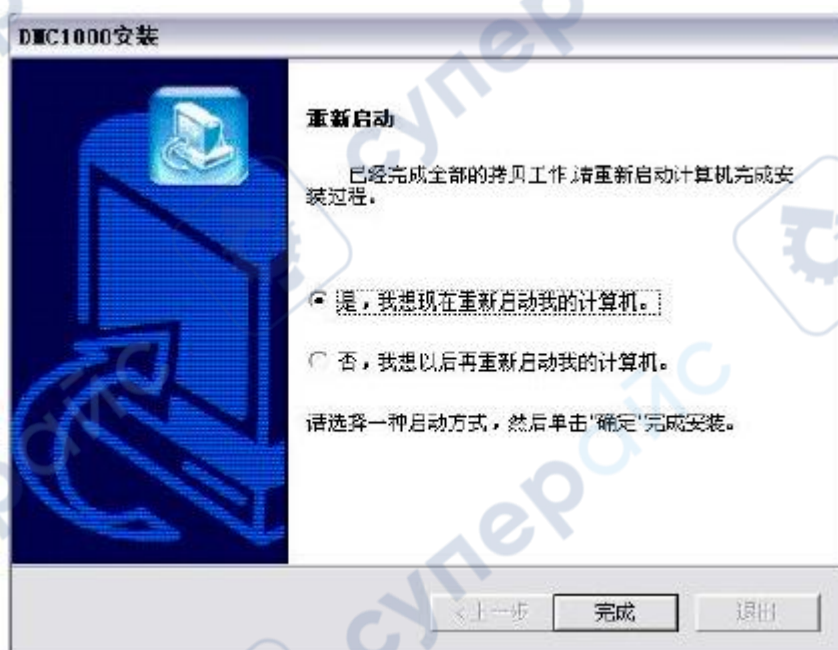 DMC1000安装
重新启动
已经完成全部的拷贝工作,请重新启动计算机完成安
装过程。
是，我想现在重新启动我的计算机。
否，我想以后再重新启动我的计算机。
请选择一种启动方式，然后单击"确定"完成安装。
<上一步 完成 退出
суперайс
суперайс